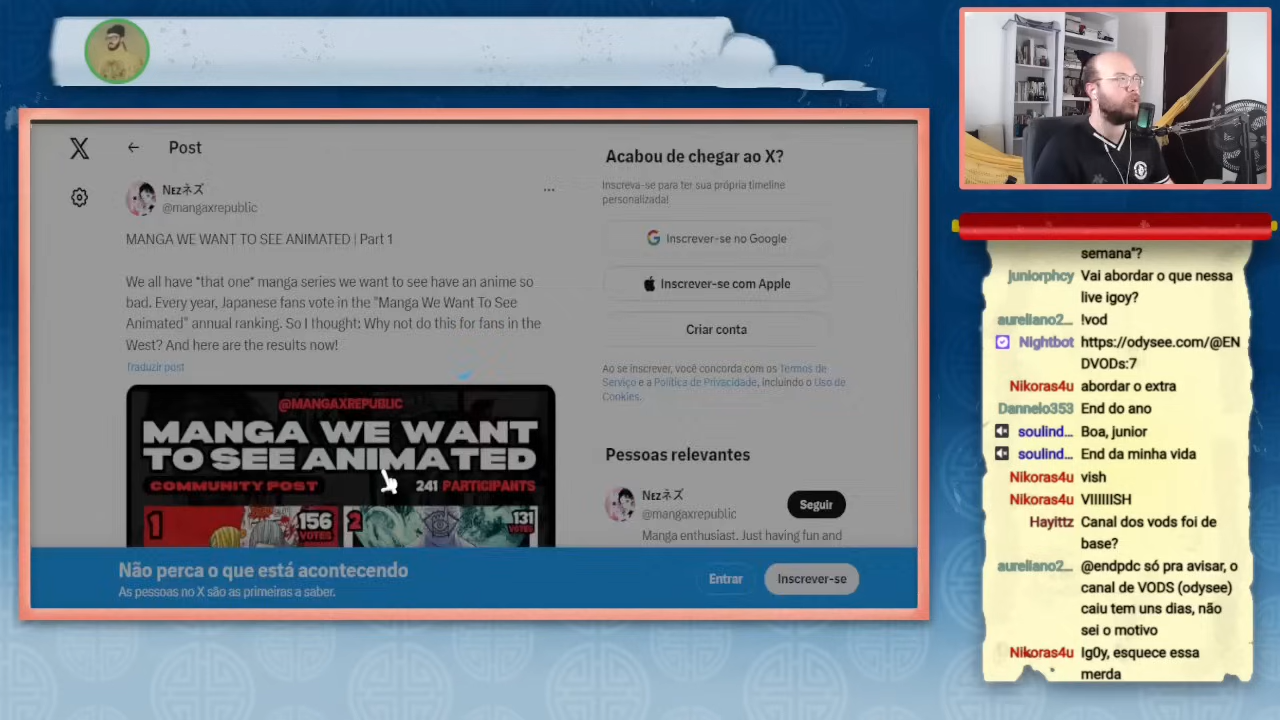 Post
Nᴇᴢネズ
@mangaxrepublic
MANGA WE WANT TO SEE ANIMATED | Part 1
We all have *that one* manga series we want to see have an anime so
bad. Every year, Japanese fans vote in the "Manga We Want To See
Animated" annual ranking. So I thought: Why not do this for fans in the
West? And here are the results now!
Traduzir post
@MANGAXREPUBLIC
MANGA WE WANT
TO SEE ANIMATED
COMMUNITY POST
241 PARTICIPANTS
1
156
VOTES
2
131
VOTES
Acabou de chegar ao X?
Inscreva-se para ter sua própria timeline
personalizada!
Inscrever-se no Google
Inscrever-se com Apple
Criar conta
Ao se inscrever, você concorda com os Termos de
Serviço e a Política de Privacidade, incluindo o Uso de
Cookies.
Pessoas relevantes
Nᴇᴢネズ
@mangaxrepublic
Seguir
Manga enthusiast. Just having fun and
Não perca o que está acontecendo
As pessoas no X são as primeiras a saber.
Entrar
Inscrever-se
semana"?
juniorphcy Vai abordar o que nessa
live igoy?
aureliano2... !vod
Nightbot https://odysee.com/@EN
DVODs:7
Nikoras4u abordar o extra
Dannelo353 End do ano
soulind... Boa, junior
soulind... End da minha vida
Nikoras4u vish
Nikoras4u VIIIIIISH
Hayittz Canal dos vods foi de
base?
aureliano2... @endpdc só pra avisar, o
canal de VODS (odysee)
caiu tem uns dias, não
sei o motivo
Nikoras4u Ig0y, esquece essa
merda